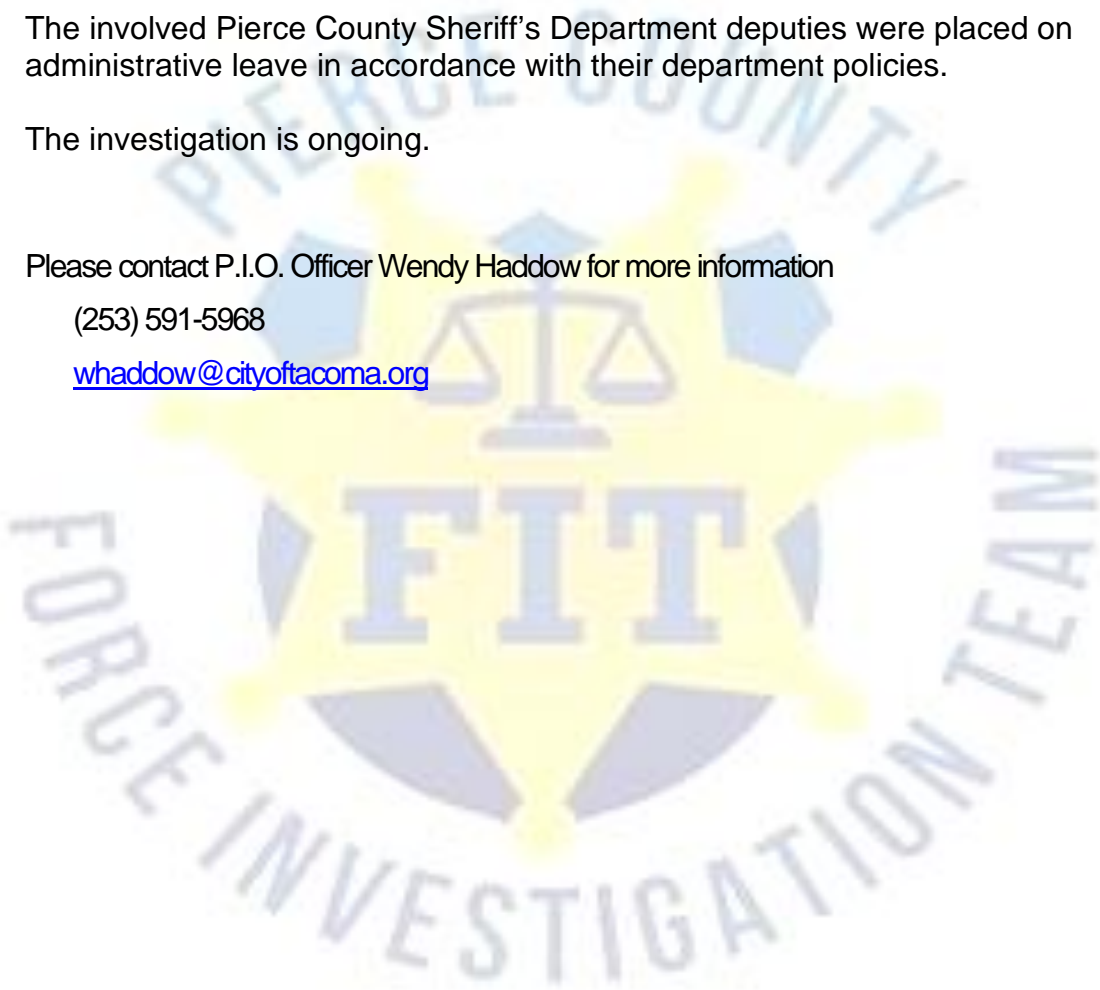 The involved Pierce County Sheriff’s Department deputies were placed on
administrative leave in accordance with their department policies.
The investigation is ongoing.
Please contact P.I.O. Officer Wendy Haddow for more information
(253) 591-5968
whaddow@cityoftacoma.org
PIERCE COUNTY
FIT
FORCE INVESTIGATION TEAM